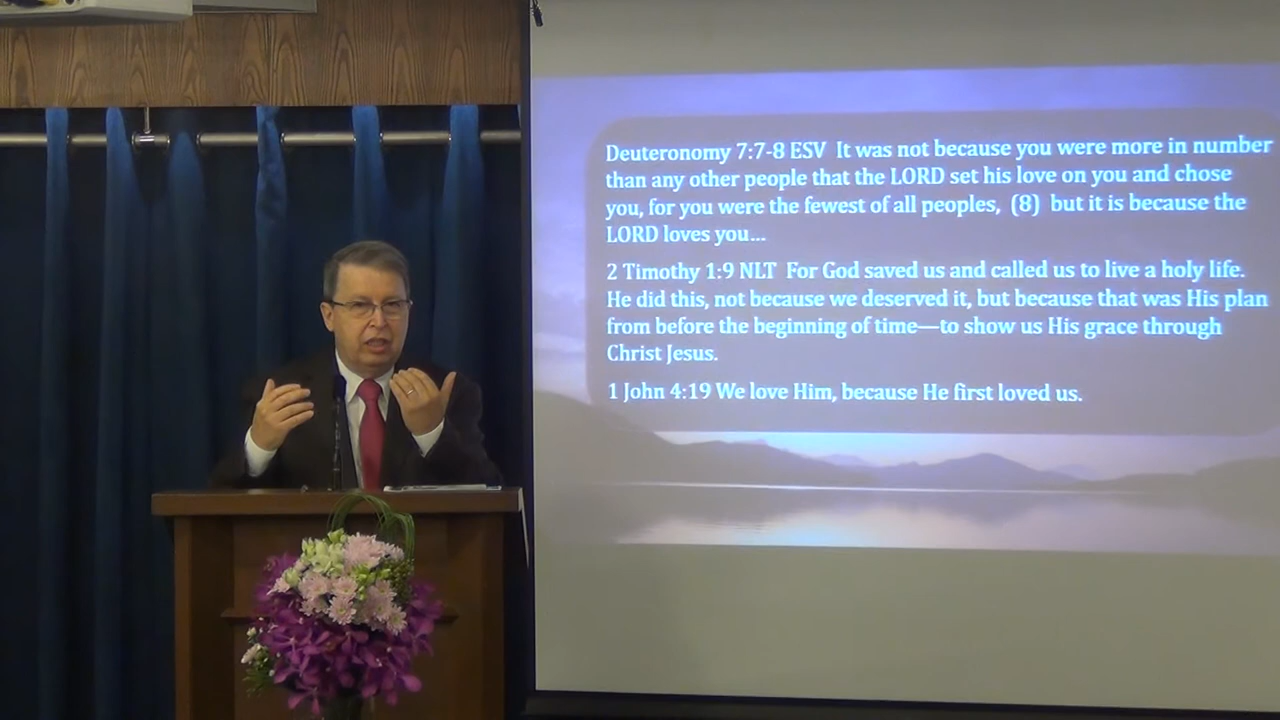 Deuteronomy 7:7-8 ESV  It was not because you were more in number
than any other people that the LORD set his love on you and chose
you, for you were the fewest of all peoples,  (8)  but it is because the
LORD loves you...
2 Timothy 1:9 NLT  For God saved us and called us to live a holy life.
He did this, not because we deserved it, but because that was His plan
from before the beginning of time—to show us His grace through
Christ Jesus.
1 John 4:19 We love Him, because He first loved us.